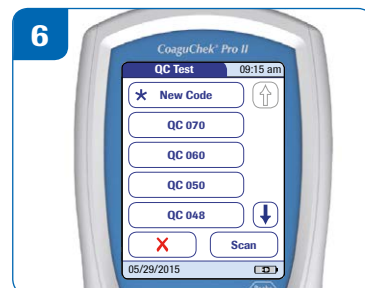 6
CoaguChek® Pro II
QC Test 09:15 am
* New Code
QC 070
QC 060
QC 050
QC 048
X Scan
05/29/2015